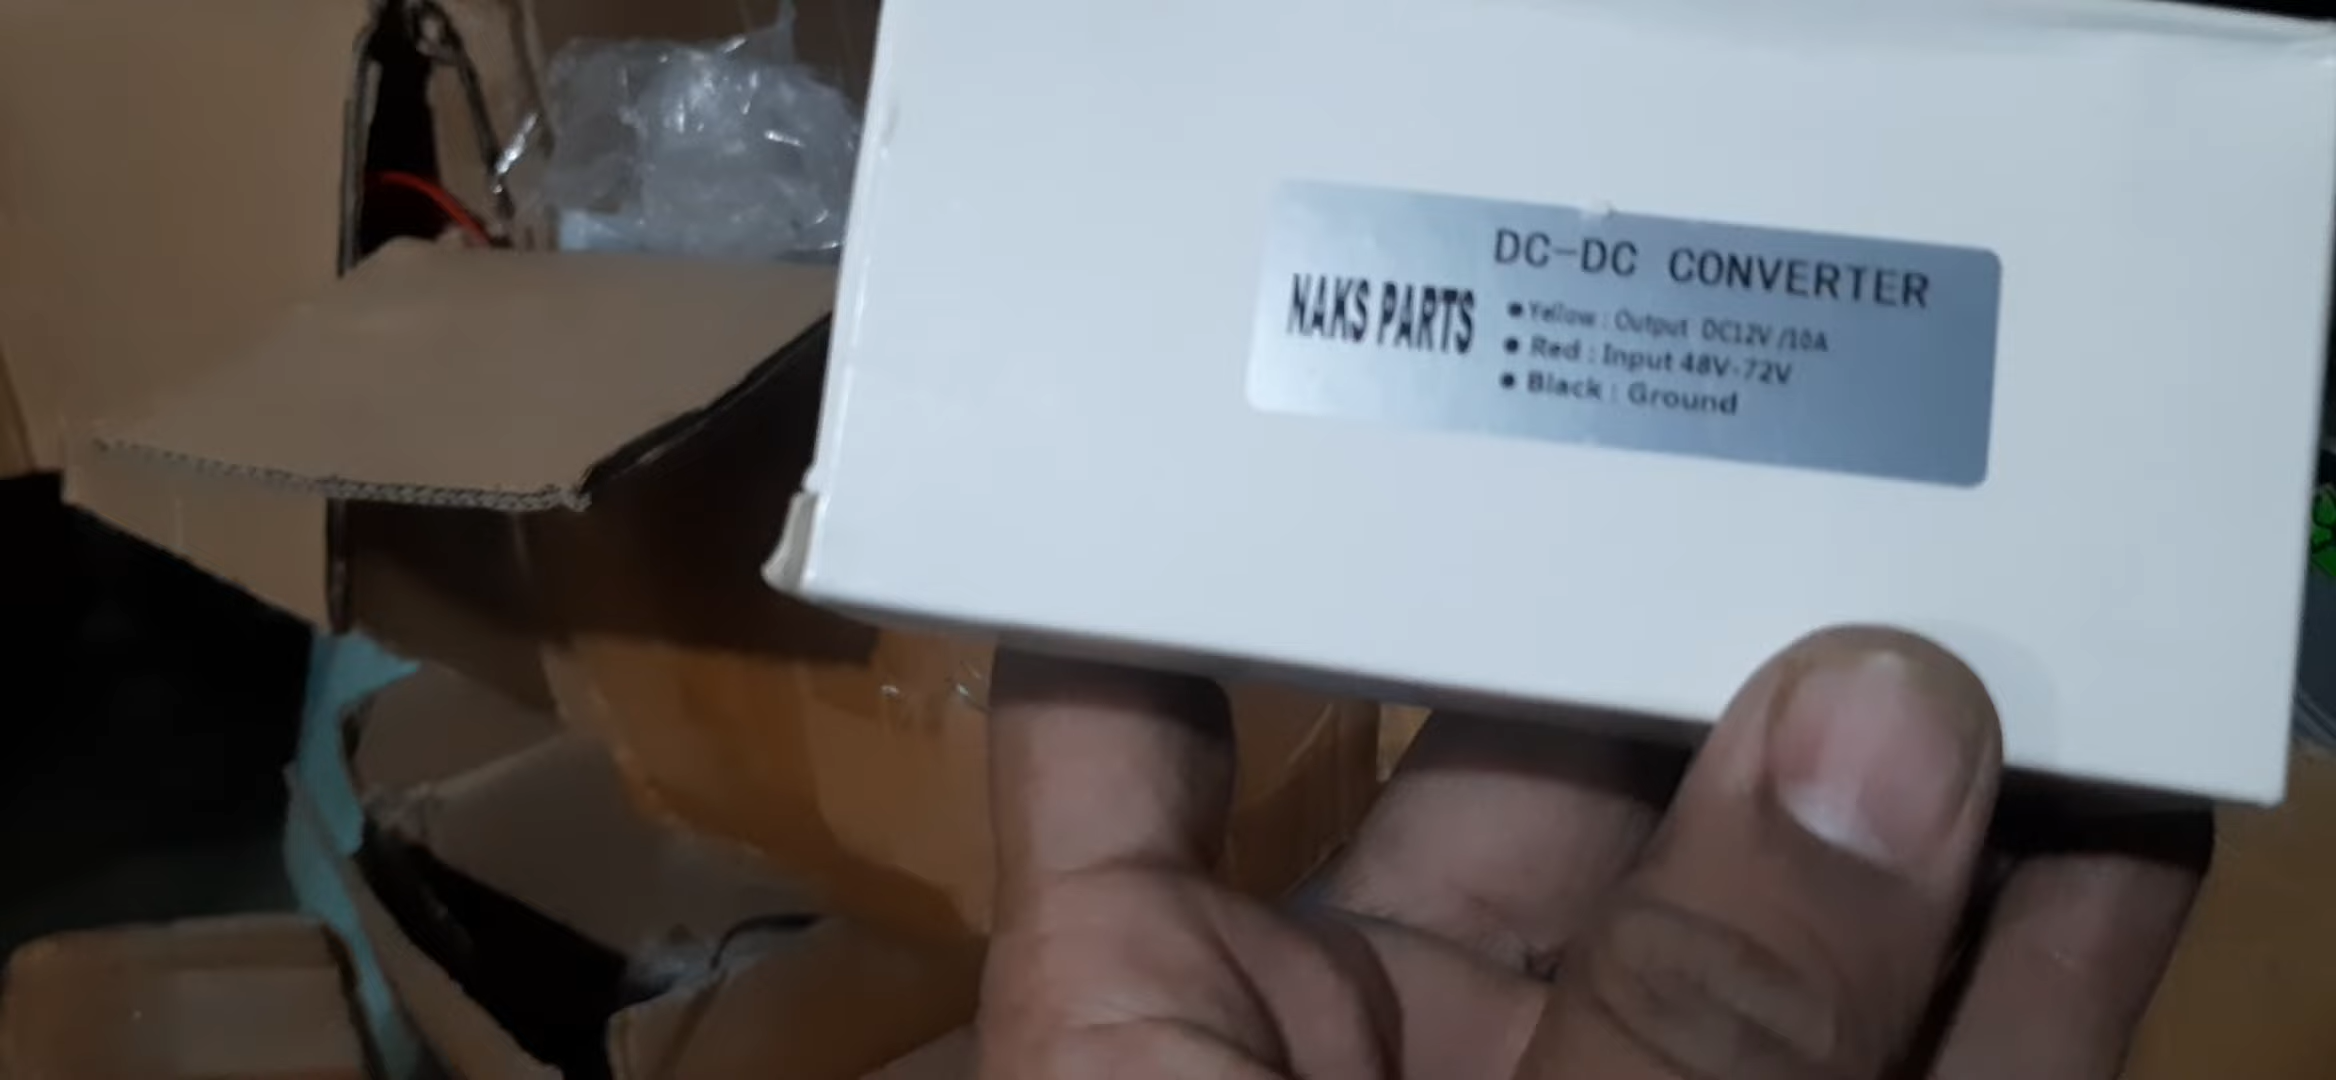 DC-DC CONVERTER
NAKS PARTS
● Yellow : Output DC12V /10A
● Red : Input 48V-72V
● Black : Ground